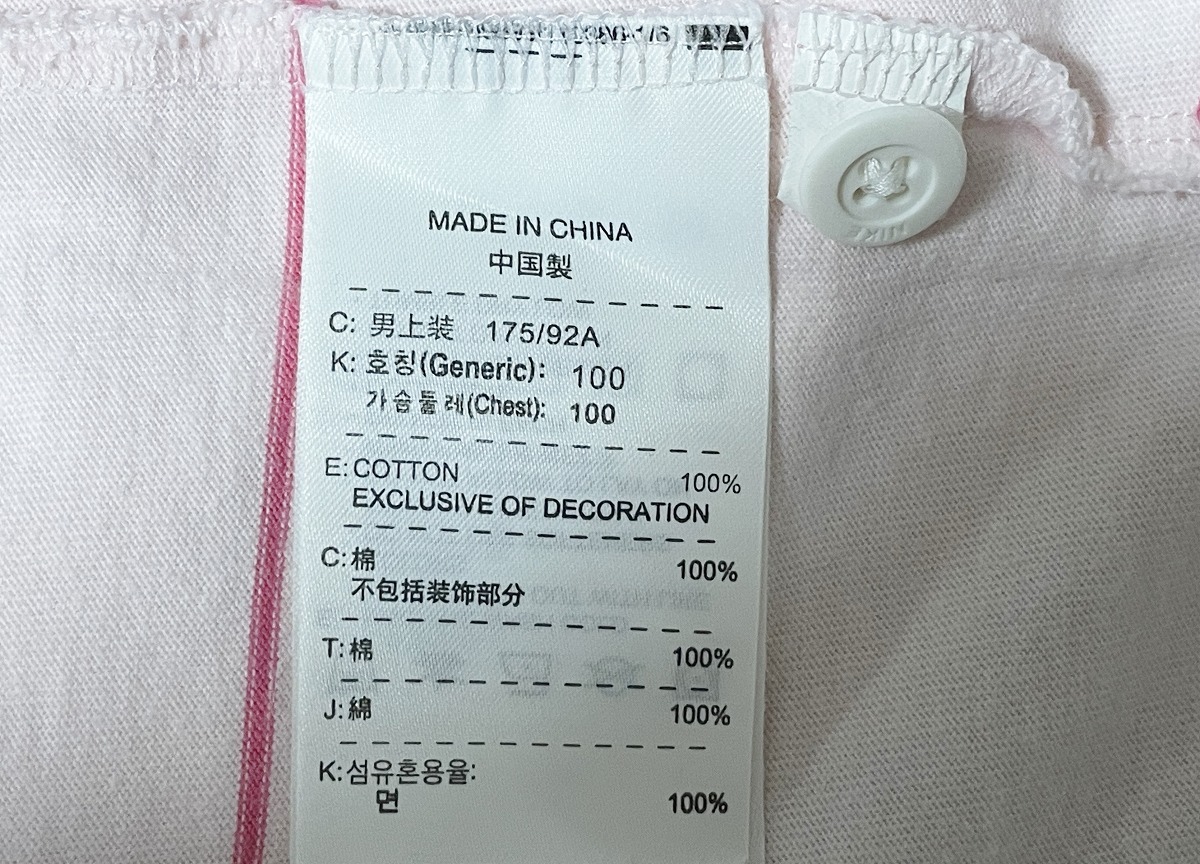 MADE IN CHINA
中国製
C: 男上装 175/92A
K: 호칭(Generic): 100
가슴둘레(Chest): 100
E: COTTON 100%
EXCLUSIVE OF DECORATION
C: 棉 100%
不包括装饰部分
T: 棉 100%
J: 綿 100%
K: 섬유혼용율:
면 100%
NIKE